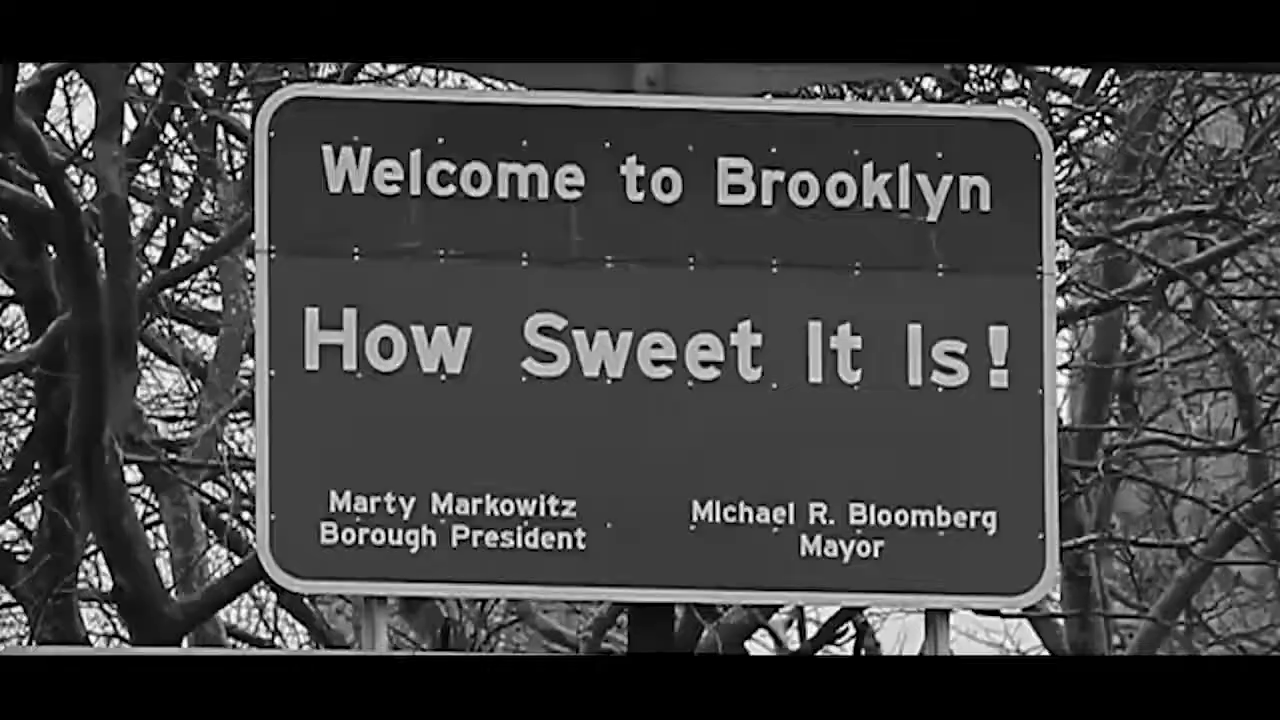 Welcome to Brooklyn
How Sweet It Is!
Marty Markowitz
Borough President
Michael R. Bloomberg
Mayor